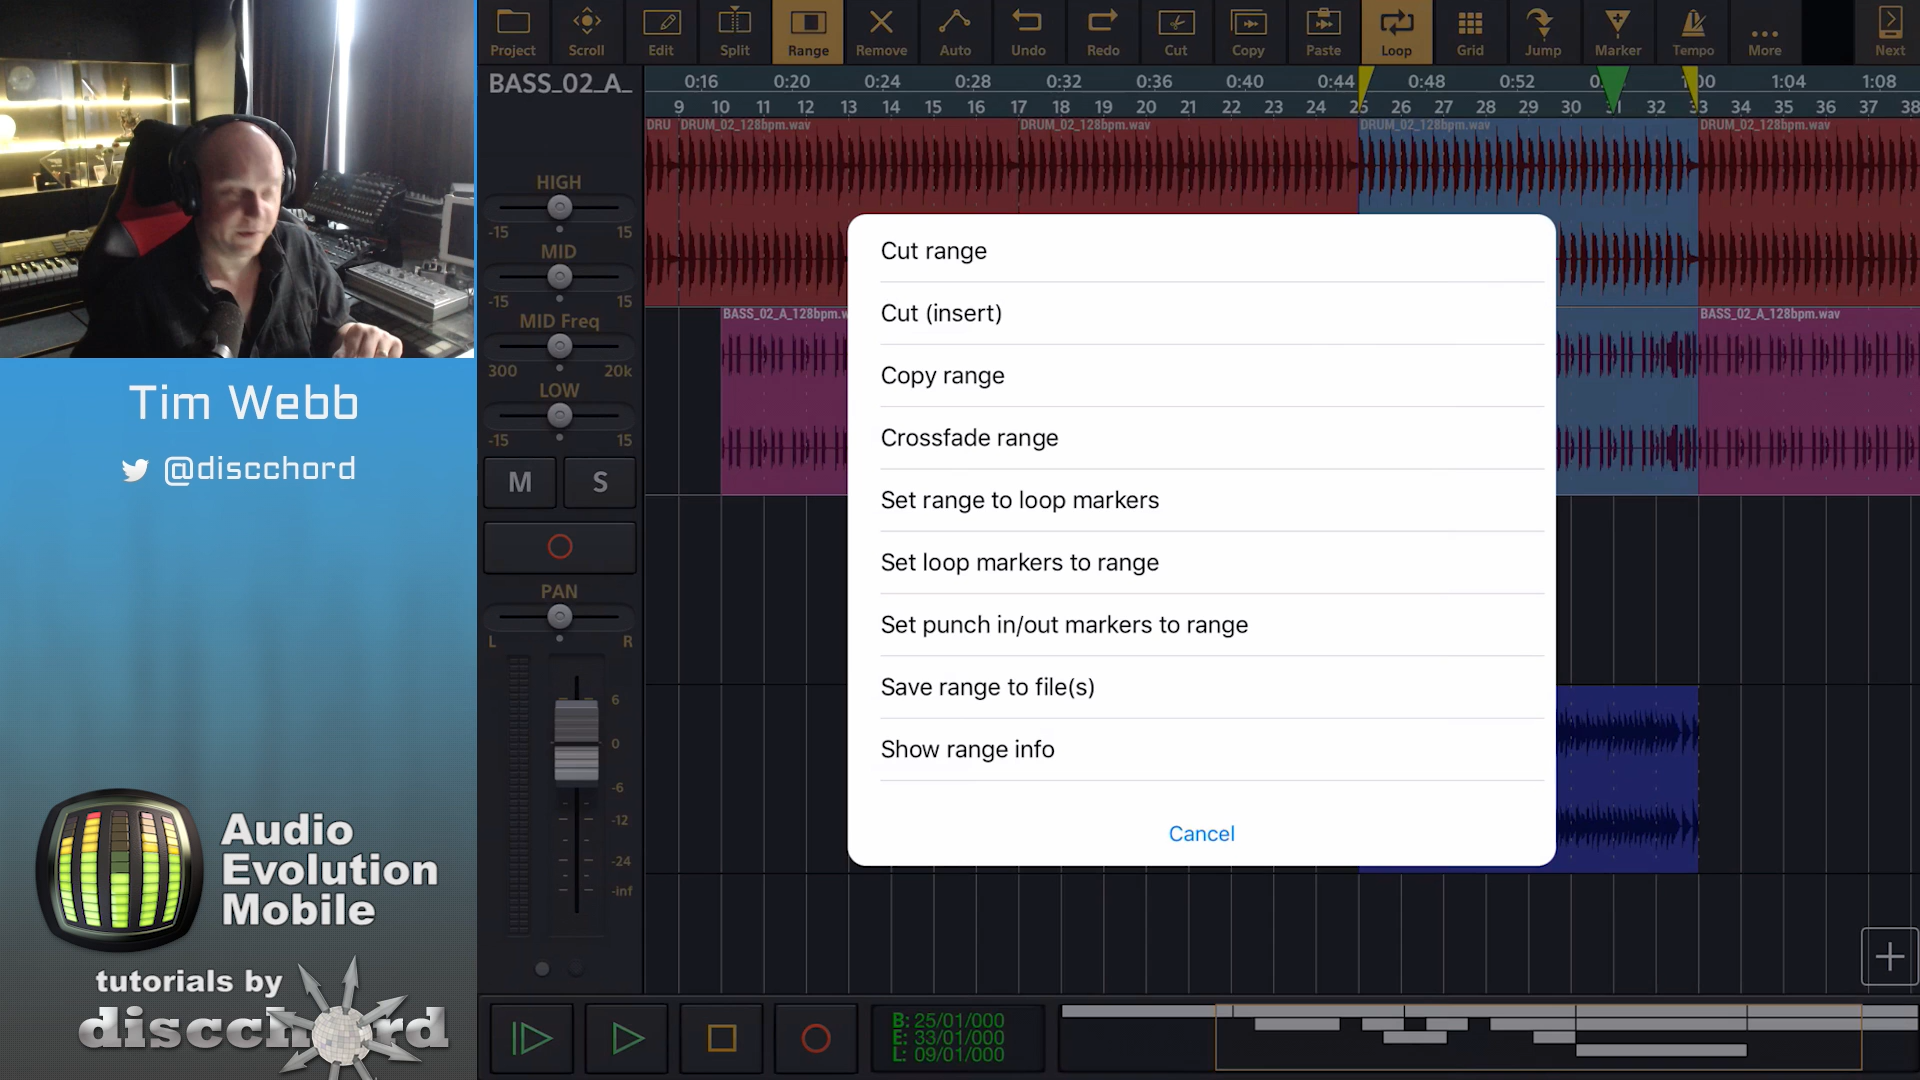 Project
Scroll
Edit
Split
Range
Remove
Auto
Undo
Redo
Cut
Copy
Paste
Loop
Grid
Jump
Marker
Tempo
More
Next
BASS_02_A_
0:16 0:20 0:24 0:28 0:32 0:36 0:40 0:44 0:48 0:52 1:04 1:08
9 10 11 12 13 14 15 16 17 18 19 20 21 22 23 24 25 26 27 28 29 30 31 32 33 34 35 36 37 38
DRU DRUM_02_128bpm.wav DRUM_02_128bpm.wav DRUM_02_128bpm.wav DRUM_02_128bpm.wav
BASS_02_A_128bpm.w BASS_02_A_128bpm.wav
HIGH
-15 15
MID
-15 15
MID Freq
300 20k
LOW
-15 15
M S
PAN
L R
6
0
-6
-12
-24
-inf
Cut range
Cut (insert)
Copy range
Crossfade range
Set range to loop markers
Set loop markers to range
Set punch in/out markers to range
Save range to file(s)
Show range info
Cancel
B: 25/01/000
E: 33/01/000
L: 09/01/000
Tim Webb
@discchord
Audio
Evolution
Mobile
tutorials by
discchord